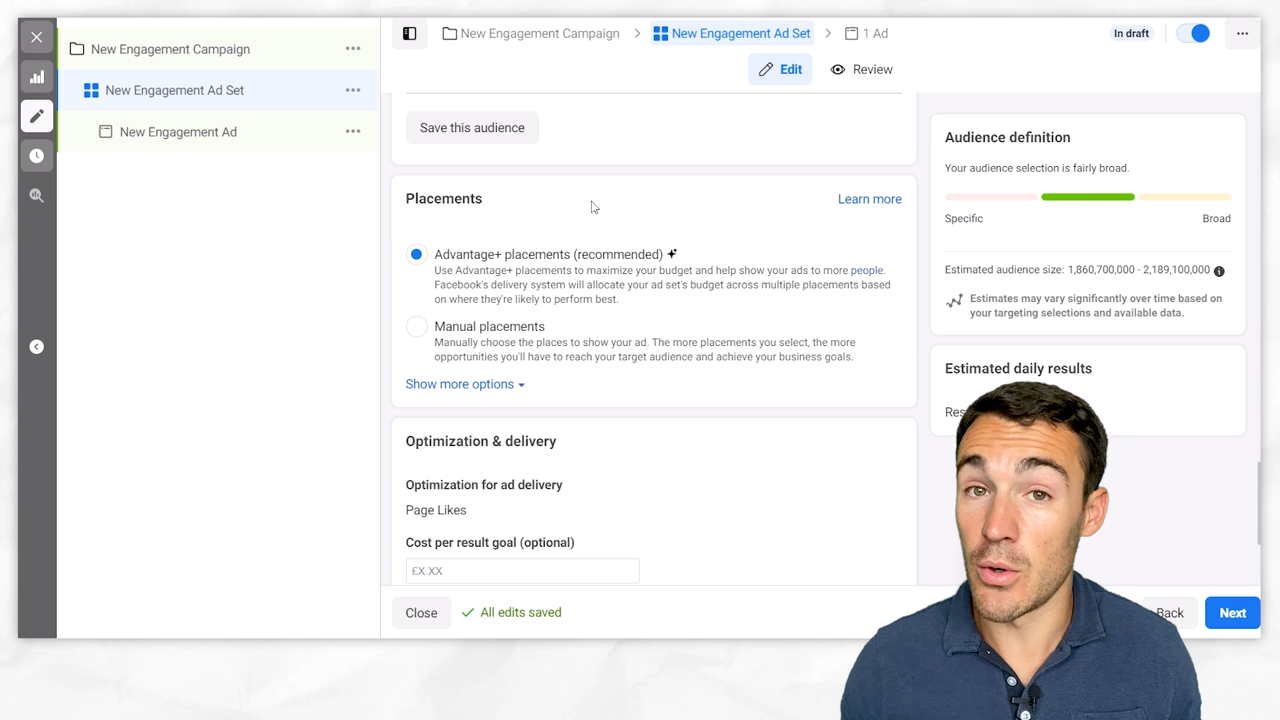 New Engagement Campaign
New Engagement Ad Set
New Engagement Ad
New Engagement Campaign > New Engagement Ad Set > 1 Ad
In draft
Edit
Review
Save this audience
Placements
Learn more
Advantage+ placements (recommended)
Use Advantage+ placements to maximize your budget and help show your ads to more people.
Facebook's delivery system will allocate your ad set's budget across multiple placements based
on where they're likely to perform best.
Manual placements
Manually choose the places to show your ad. The more placements you select, the more
opportunities you'll have to reach your target audience and achieve your business goals.
Show more options
Optimization & delivery
Optimization for ad delivery
Page Likes
Cost per result goal (optional)
£X.XX
Close
All edits saved
Audience definition
Your audience selection is fairly broad.
Specific
Broad
Estimated audience size: 1,860,700,000 - 2,189,100,000
Estimates may vary significantly over time based on
your targeting selections and available data.
Estimated daily results
Back
Next